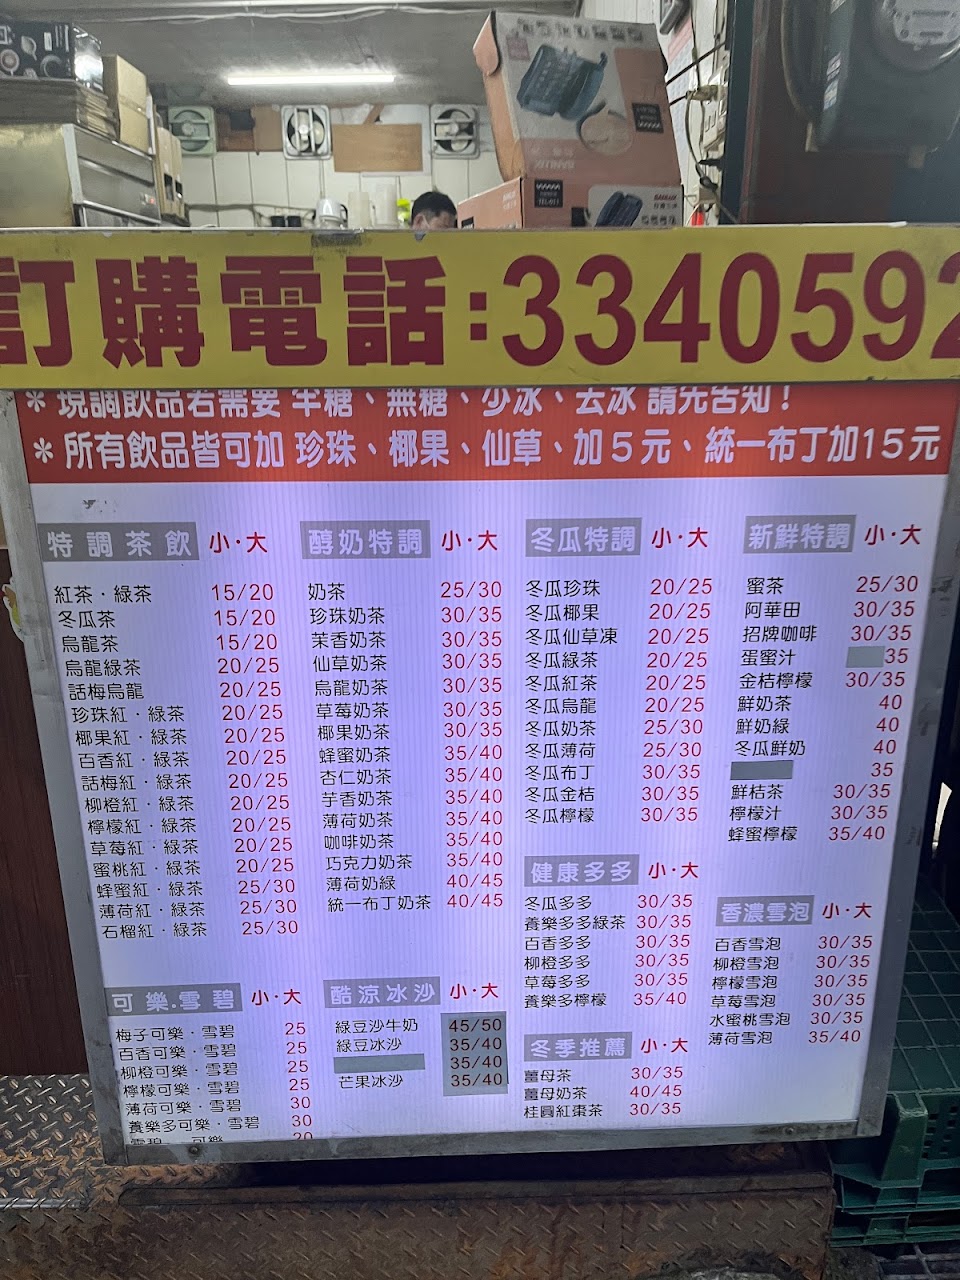 訂購電話:3340592
＊現調飲品若需要 半糖、無糖、少冰、去冰 請先告知！
＊所有飲品皆可加 珍珠、椰果、仙草、加５元、統一布丁加15元
特調茶飲 小·大
紅茶·綠茶 15/20
冬瓜茶 15/20
烏龍茶 15/20
烏龍綠茶 20/25
話梅烏龍 20/25
珍珠紅·綠茶 20/25
椰果紅·綠茶 20/25
百香紅·綠茶 20/25
話梅紅·綠茶 20/25
柳橙紅·綠茶 20/25
檸檬紅·綠茶 20/25
草莓紅·綠茶 20/25
蜜桃紅·綠茶 20/25
蜂蜜紅·綠茶 25/30
薄荷紅·綠茶 25/30
石榴紅·綠茶 25/30
可樂.雪碧 小·大
梅子可樂·雪碧 25
百香可樂·雪碧 25
柳橙可樂·雪碧 25
檸檬可樂·雪碧 25
薄荷可樂·雪碧 30
養樂多可樂·雪碧 30
雪碧 可樂 20
醇奶特調 小·大
奶茶 25/30
珍珠奶茶 30/35
茉香奶茶 30/35
仙草奶茶 30/35
烏龍奶茶 30/35
草莓奶茶 30/35
椰果奶茶 30/35
蜂蜜奶茶 35/40
杏仁奶茶 35/40
芋香奶茶 35/40
薄荷奶茶 35/40
咖啡奶茶 35/40
巧克力奶茶 35/40
薄荷奶綠 40/45
統一布丁奶茶 40/45
酷涼冰沙 小·大
綠豆沙牛奶 45/50
綠豆冰沙 35/40
35/40
芒果冰沙 35/40
冬瓜特調 小·大
冬瓜珍珠 20/25
冬瓜椰果 20/25
冬瓜仙草凍 20/25
冬瓜綠茶 20/25
冬瓜紅茶 20/25
冬瓜烏龍 20/25
冬瓜奶茶 25/30
冬瓜薄荷 25/30
冬瓜布丁 30/35
冬瓜金桔 30/35
冬瓜檸檬 30/35
健康多多 小·大
冬瓜多多 30/35
養樂多多綠茶 30/35
百香多多 30/35
柳橙多多 30/35
草莓多多 30/35
養樂多檸檬 35/40
冬季推薦 小·大
薑母茶 30/35
薑母奶茶 40/45
桂圓紅棗茶 30/35
新鮮特調 小·大
蜜茶 25/30
阿華田 30/35
招牌咖啡 30/35
蛋蜜汁 35
金桔檸檬 30/35
鮮奶茶 40
鮮奶綠 40
冬瓜鮮奶 40
35
鮮桔茶 30/35
檸檬汁 30/35
蜂蜜檸檬 35/40
香濃雪泡 小·大
百香雪泡 30/35
柳橙雪泡 30/35
檸檬雪泡 30/35
草莓雪泡 30/35
水蜜桃雪泡 30/35
薄荷雪泡 35/40